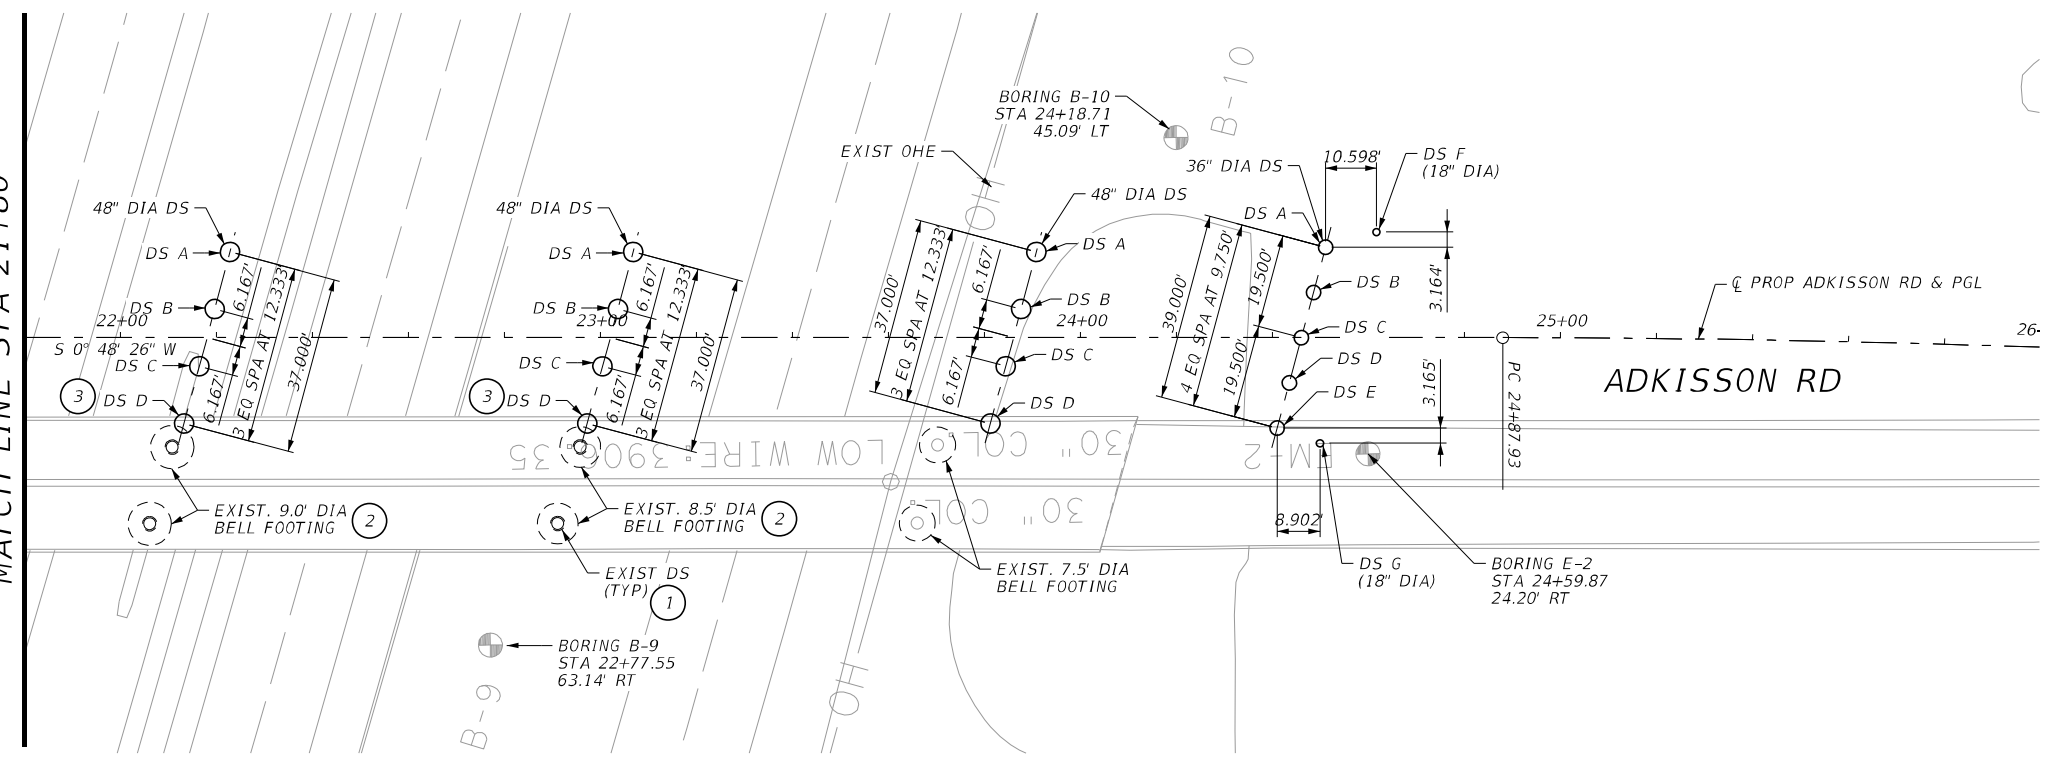 MATCH LINE STA 21+80
48" DIA DS
DS A
DS B
22+00
S 0° 48' 26" W
DS C
3
DS D
6.167'
6.167'
3 EQ SPA AT 12.333'
37.000'
EXIST. 9.0' DIA
BELL FOOTING
2
48" DIA DS
DS A
DS B
23+00
DS C
3
DS D
6.167'
6.167'
3 EQ SPA AT 12.333'
37.000'
EXIST. 8.5' DIA
BELL FOOTING
2
EXIST DS
(TYP)
1
BORING B-9
STA 22+77.55
63.14' RT
B-9
30" COL. LOW WIRE: 3906.35
30" COL.
EXIST OHE
OH
OH
48" DIA DS
DS A
DS B
24+00
DS C
DS D
37.000'
3 EQ SPA AT 12.333'
6.167'
6.167'
EXIST. 7.5' DIA
BELL FOOTING
BORING B-10
STA 24+18.71
45.09' LT
B-10
36" DIA DS
10.598'
DS F
(18" DIA)
DS A
DS B
DS C
DS D
DS E
39.000'
4 EQ SPA AT 9.750'
19.500'
19.500'
3.164'
3.165'
8.902'
DS G
(18" DIA)
BORING E-2
STA 24+59.87
24.20' RT
PC 24+87.93
25+00
℄ PROP ADKISSON RD & PGL
ADKISSON RD
26